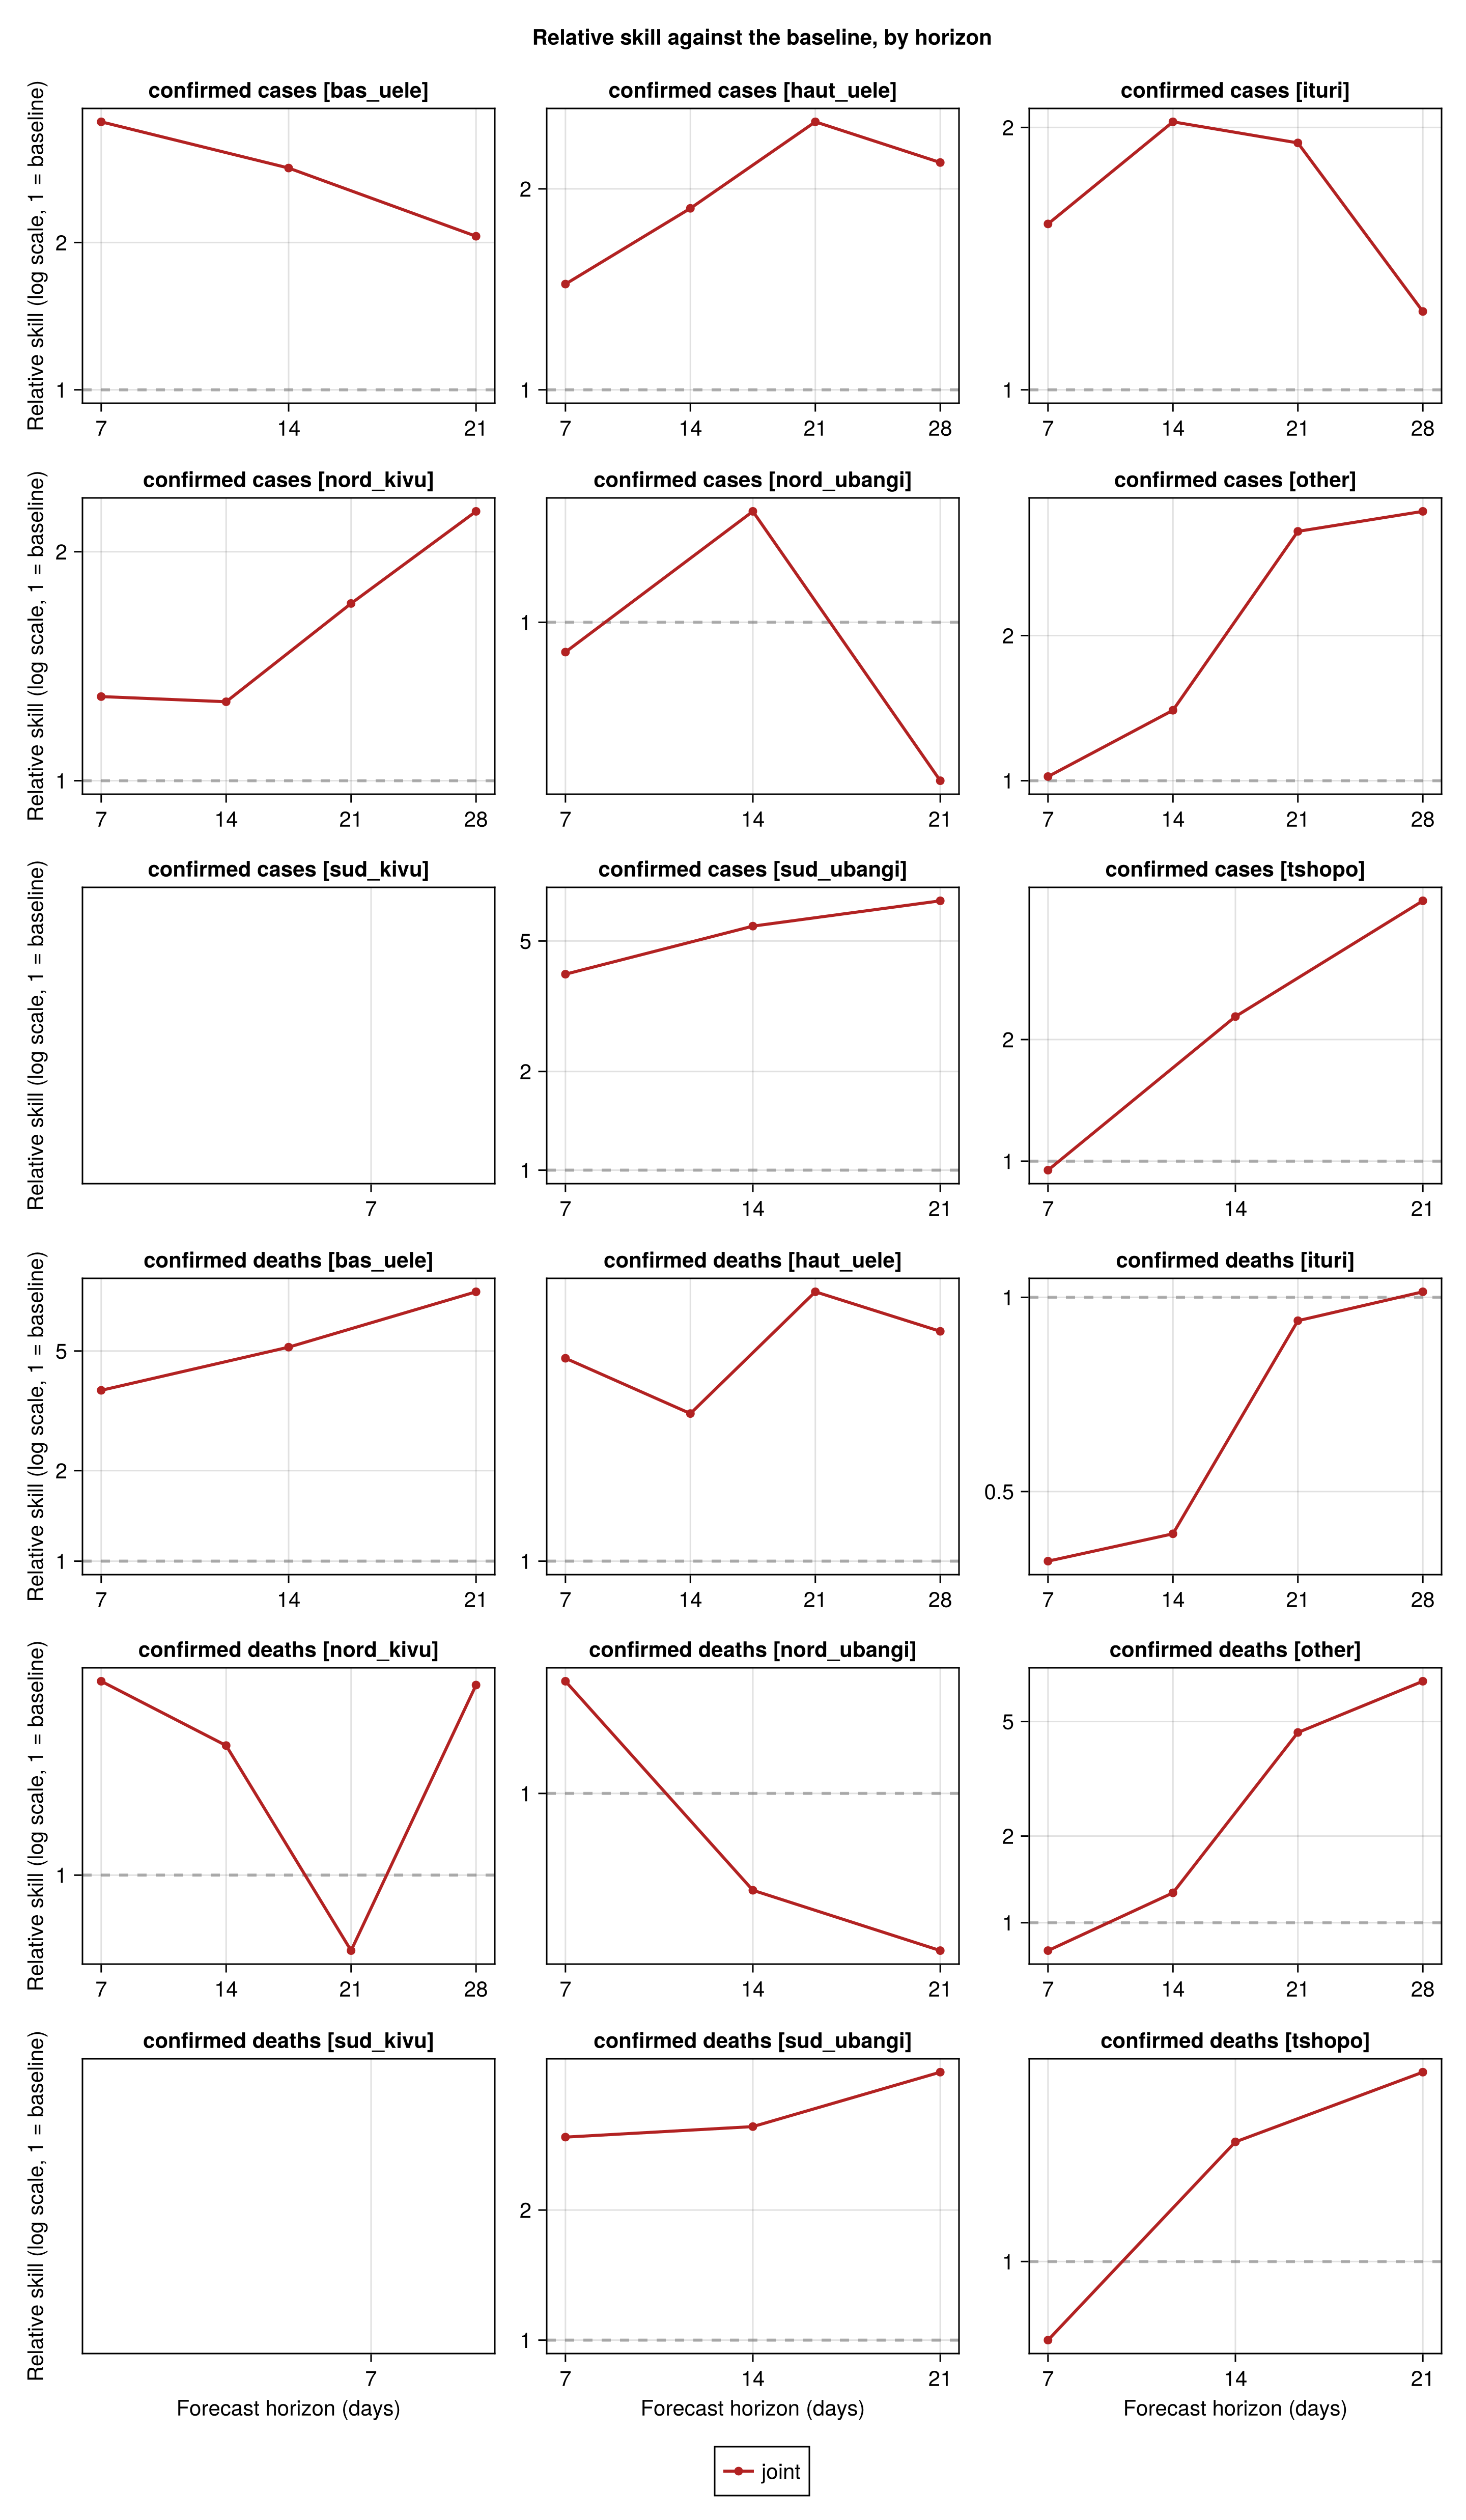 Relative skill against the baseline, by horizon
confirmed cases [bas_uele]
confirmed cases [haut_uele]
confirmed cases [ituri]
Relative skill (log scale, 1 = baseline)
2
1
7 14 21
2
1
7 14 21 28
2
1
7 14 21 28
confirmed cases [nord_kivu]
confirmed cases [nord_ubangi]
confirmed cases [other]
Relative skill (log scale, 1 = baseline)
2
1
7 14 21 28
1
7 14 21
2
1
7 14 21 28
confirmed cases [sud_kivu]
confirmed cases [sud_ubangi]
confirmed cases [tshopo]
Relative skill (log scale, 1 = baseline)
7
5
2
1
7 14 21
2
1
7 14 21
confirmed deaths [bas_uele]
confirmed deaths [haut_uele]
confirmed deaths [ituri]
Relative skill (log scale, 1 = baseline)
5
2
1
7 14 21
1
7 14 21 28
1
0.5
7 14 21 28
confirmed deaths [nord_kivu]
confirmed deaths [nord_ubangi]
confirmed deaths [other]
Relative skill (log scale, 1 = baseline)
1
7 14 21 28
1
7 14 21
5
2
1
7 14 21 28
confirmed deaths [sud_kivu]
confirmed deaths [sud_ubangi]
confirmed deaths [tshopo]
Relative skill (log scale, 1 = baseline)
7
2
1
7 14 21
1
7 14 21
Forecast horizon (days)
Forecast horizon (days)
Forecast horizon (days)
joint